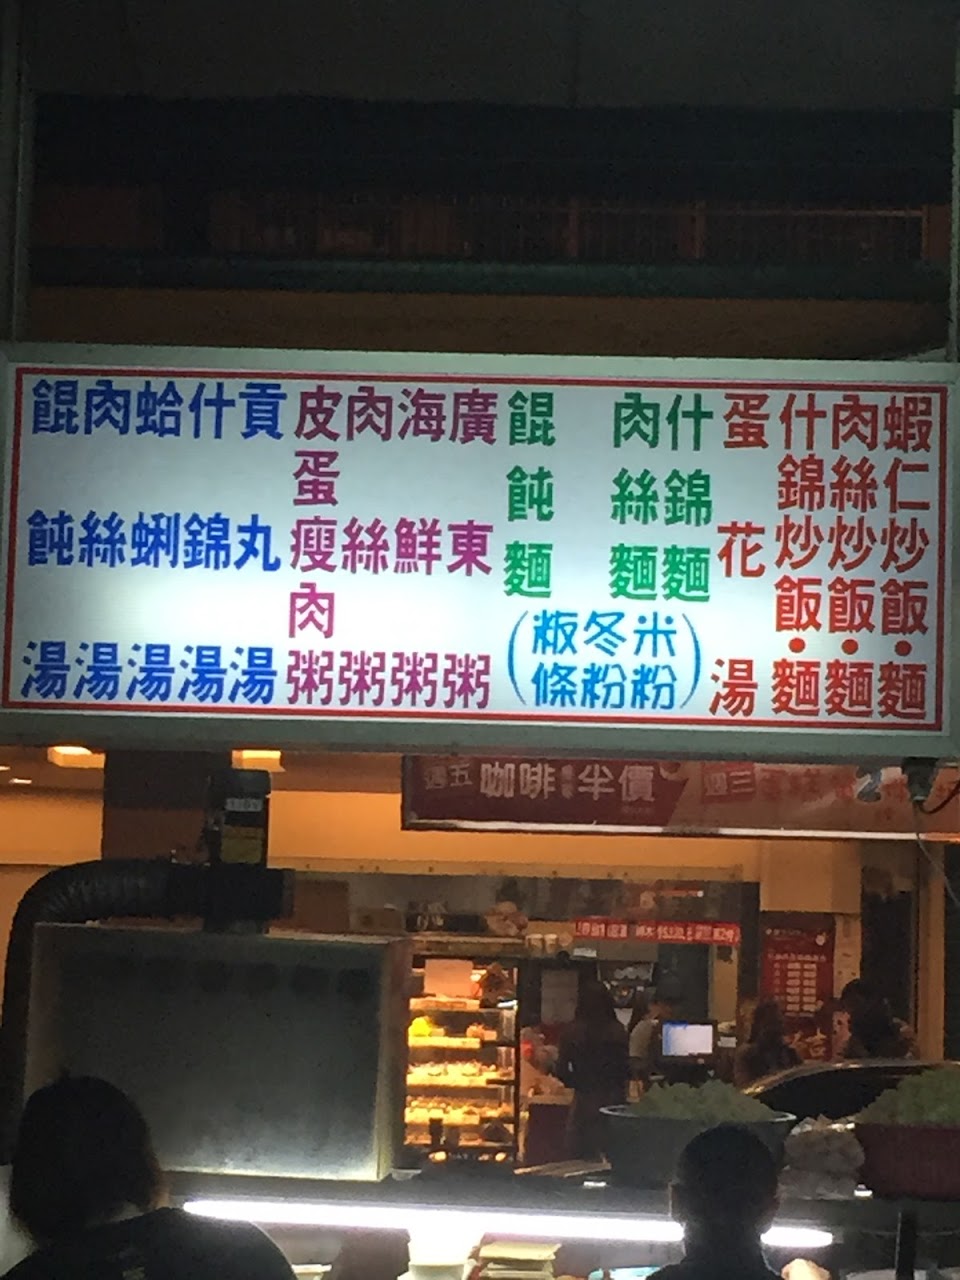 蝦仁炒飯•麵
肉絲炒飯•麵
什錦炒飯•麵
蛋花湯
什錦麵
肉絲麵
餛飩麵
(米粉
冬粉
粄條)
廣東粥
海鮮粥
肉絲粥
皮蛋瘦肉粥
貢丸湯
什錦湯
蛤蜊湯
肉絲湯
餛飩湯
週五 咖啡 半價
週三